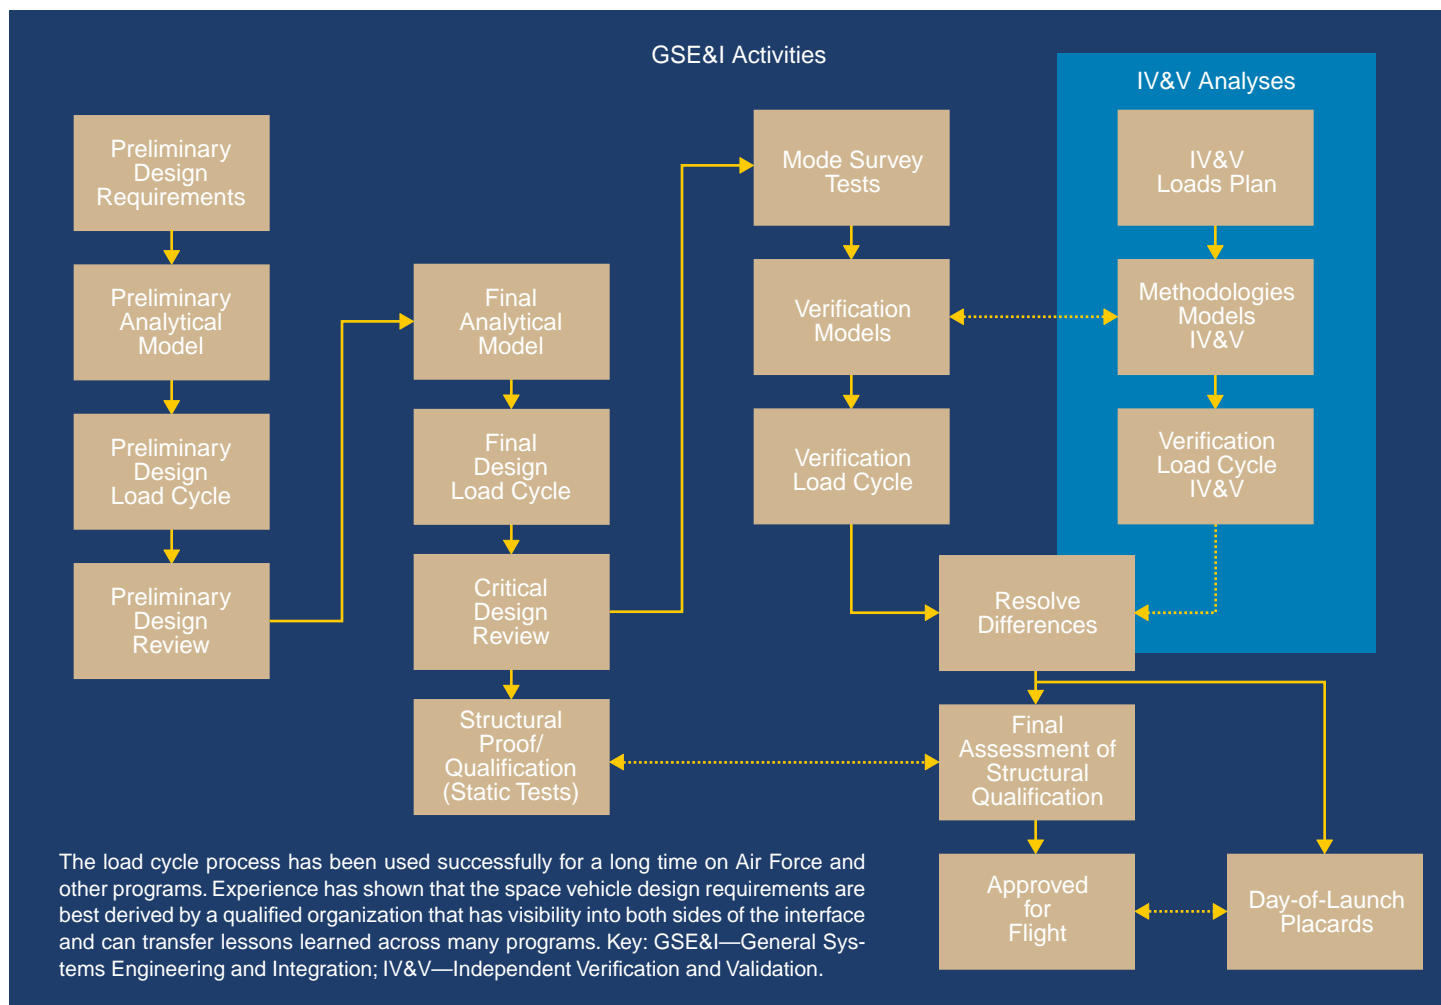 GSE&I Activities
IV&V Analyses
Preliminary
Design
Requirements
Preliminary
Analytical
Model
Preliminary
Design
Load Cycle
Preliminary
Design
Review
Final
Analytical
Model
Final
Design
Load Cycle
Critical
Design
Review
Structural
Proof/
Qualification
(Static Tests)
Mode Survey
Tests
Verification
Models
Verification
Load Cycle
IV&V
Loads Plan
Methodologies
Models
IV&V
Verification
Load Cycle
IV&V
Resolve
Differences
Final
Assessment of
Structural
Qualification
Approved
for
Flight
Day-of-Launch
Placards
The load cycle process has been used successfully for a long time on Air Force and
other programs. Experience has shown that the space vehicle design requirements are
best derived by a qualified organization that has visibility into both sides of the interface
and can transfer lessons learned across many programs. Key: GSE&I—General Sys-
tems Engineering and Integration; IV&V—Independent Verification and Validation.